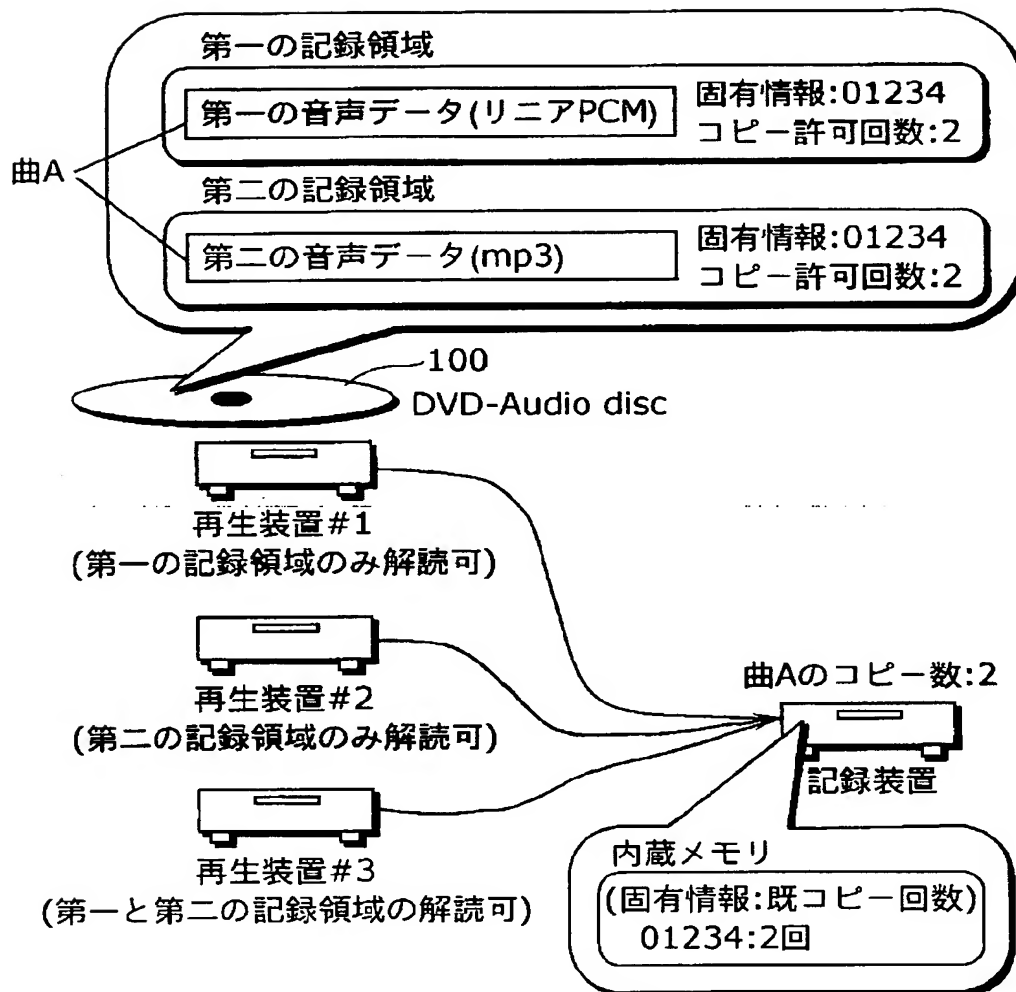 第一の記録領域
第一の音声データ(リニアPCM)
固有情報:01234
コピー許可回数:2
曲A
第二の記録領域
第二の音声データ(mp3)
固有情報:01234
コピー許可回数:2
100
DVD-Audio disc
再生装置#1
(第一の記録領域のみ解読可)
再生装置#2
(第二の記録領域のみ解読可)
曲Aのコピー数:2
記録装置
再生装置#3
(第一と第二の記録領域の解読可)
内蔵メモリ
(固有情報:既コピー回数)
01234:2回